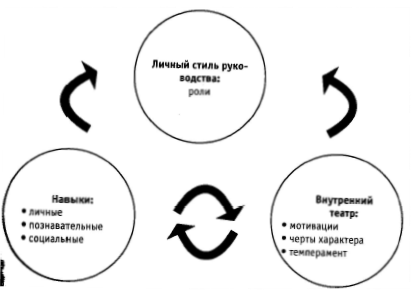 Личный стиль руко-
водства:
роли
Навыки:
• личные
• познавательные
• социальные
Внутренний
театр:
• мотивации
• черты характера
• темперамент